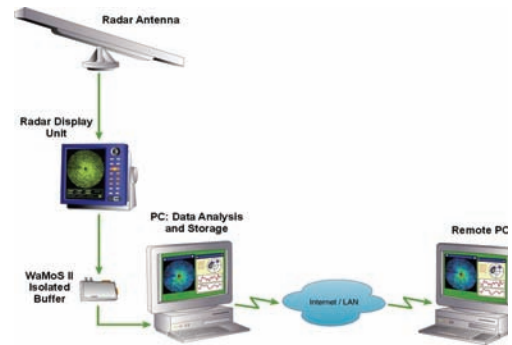 Radar Antenna
Radar Display
Unit
PC: Data Analysis
and Storage
Remote PC
WaMoS II
Isolated
Buffer
Internet / LAN